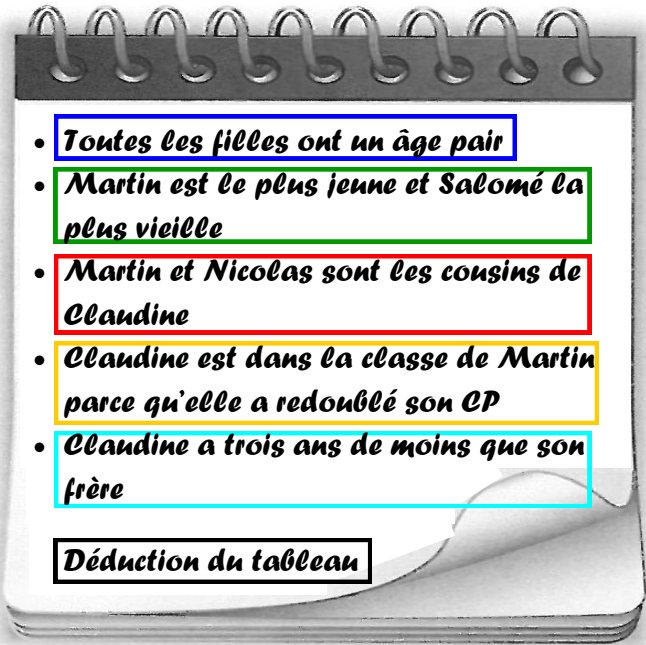 • Toutes les filles ont un âge pair
• Martin est le plus jeune et Salomé la
plus vieille
• Martin et Nicolas sont les cousins de
Claudine
• Claudine est dans la classe de Martin
parce qu'elle a redoublé son CP
• Claudine a trois ans de moins que son
frère
Déduction du tableau